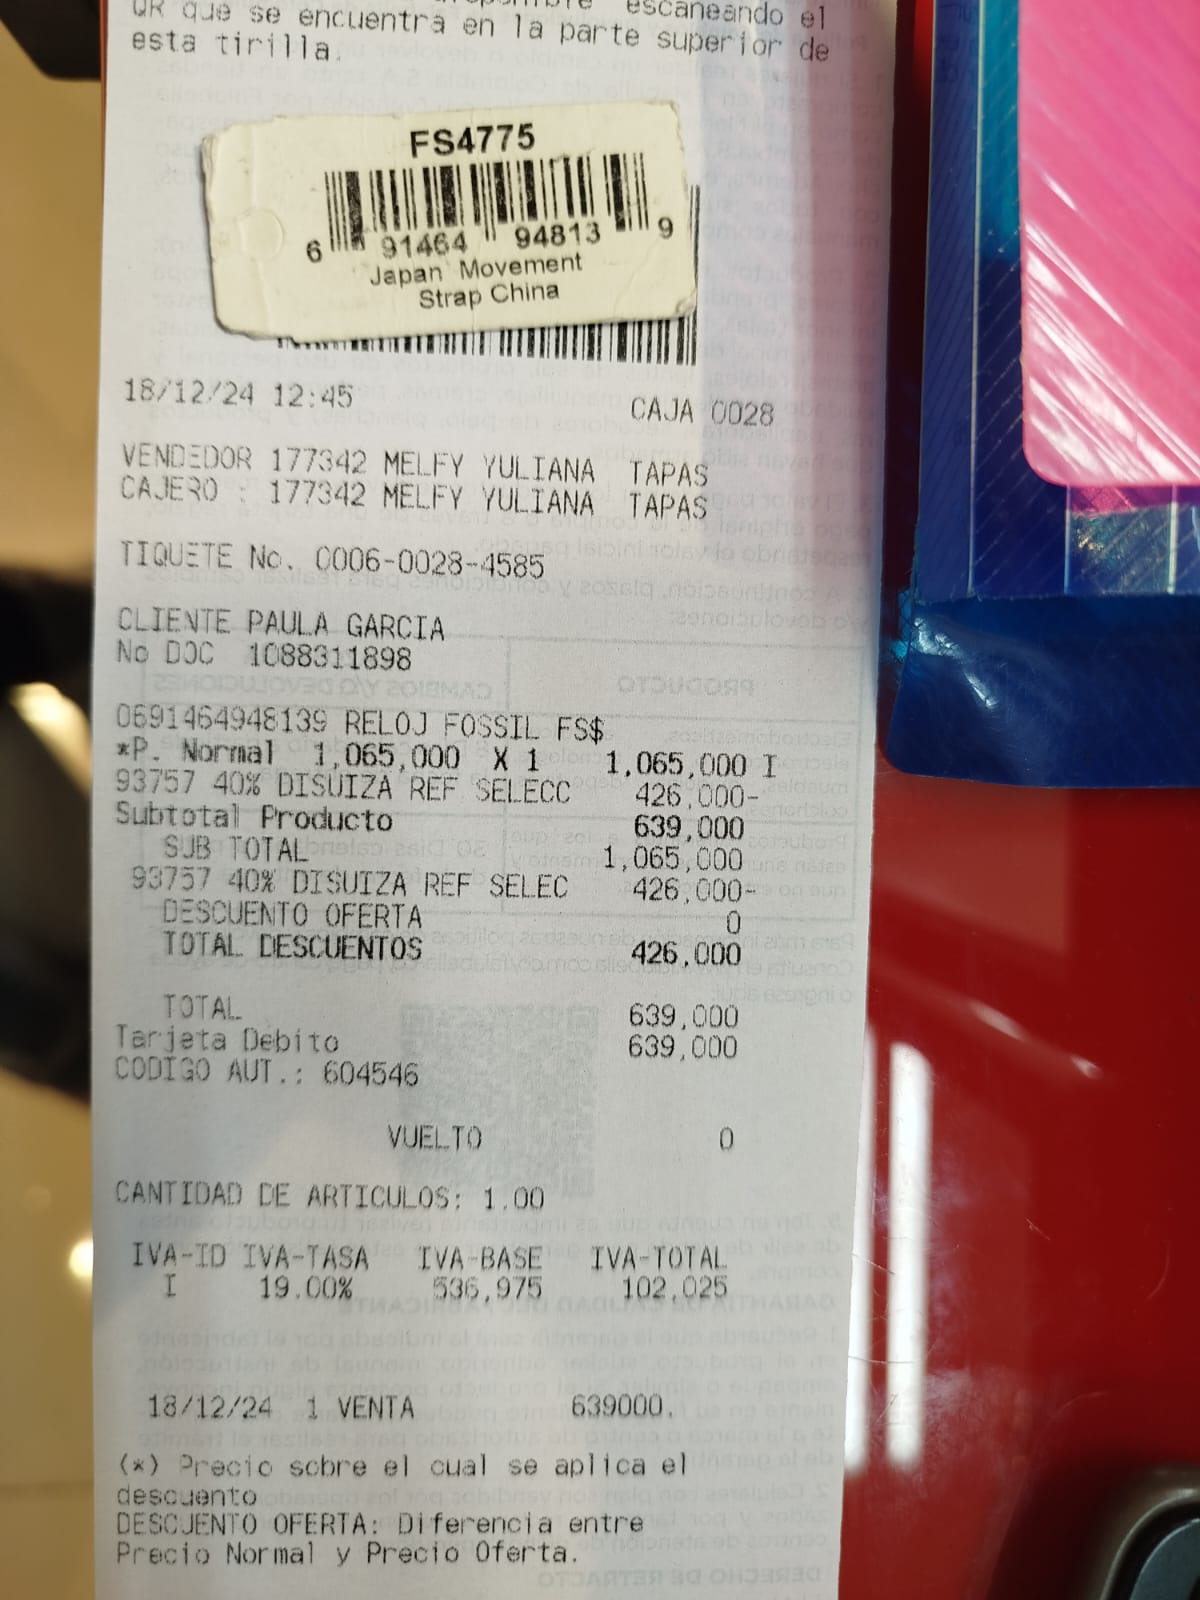 escaneando el
QR que se encuentra en la parte superior de
esta tirilla.
FS4775
6 91464 94813 9
Japan Movement
Strap China
18/12/24 12:45 CAJA 0028
VENDEDOR 177342 MELFY YULIANA TAPAS
CAJERO : 177342 MELFY YULIANA TAPAS
TIQUETE No. 0006-0028-4585
CLIENTE PAULA GARCIA
No DOC 1088311898
0691464948139 RELOJ FOSSIL FS$
*P. Normal 1,065,000 X 1 1,065,000 I
93757 40% DISUIZA REF SELECC 426,000-
Subtotal Producto 639,000
SUB TOTAL 1,065,000
93757 40% DISUIZA REF SELEC 426,000-
DESCUENTO OFERTA 0
TOTAL DESCUENTOS 426,000
TOTAL 639,000
Tarjeta Debito 639,000
CODIGO AUT.: 604546
VUELTO 0
CANTIDAD DE ARTICULOS: 1.00
IVA-ID IVA-TASA IVA-BASE IVA-TOTAL
I 19.00% 536,975 102,025
18/12/24 1 VENTA 639000.
(*) Precio sobre el cual se aplica el
descuento
DESCUENTO OFERTA: Diferencia entre
Precio Normal y Precio Oferta.